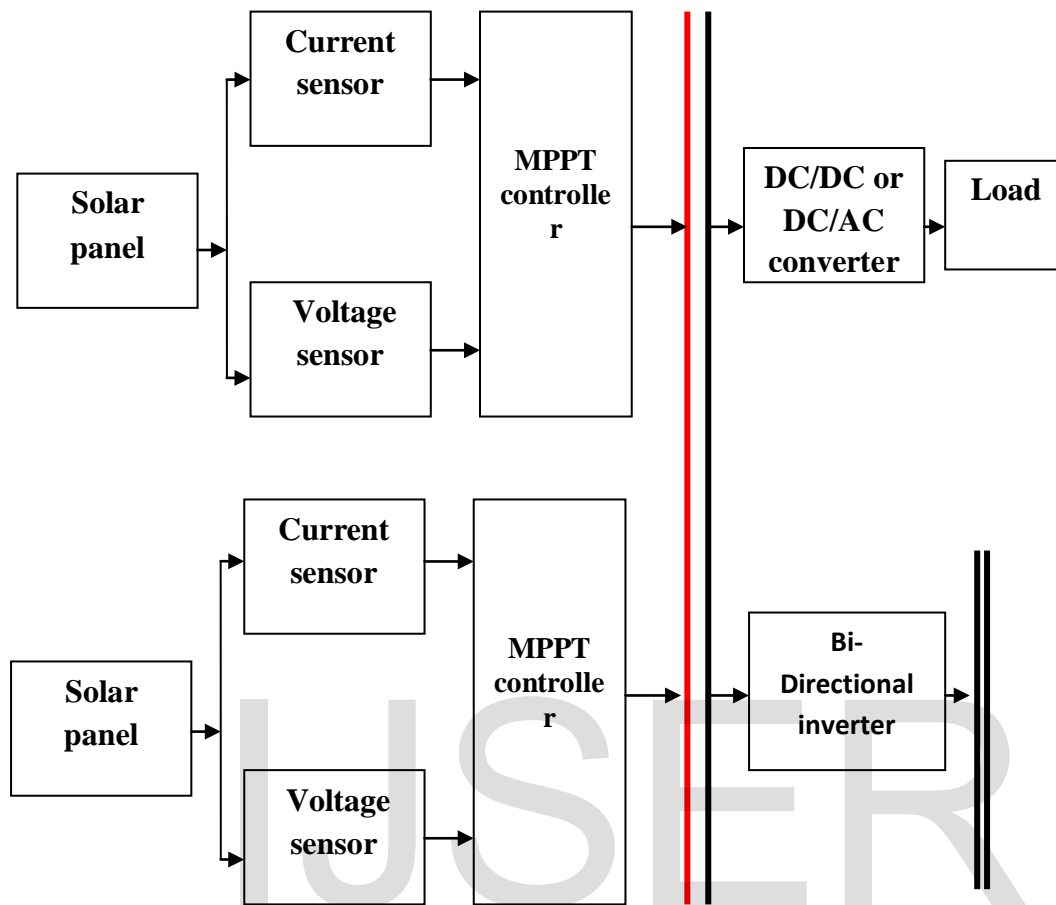 Current
sensor
MPPT
controlle
r
DC/DC or
DC/AC
converter
Load
Solar
panel
Voltage
sensor
Current
sensor
MPPT
controlle
r
Bi-
Directional
inverter
Solar
panel
Voltage
sensor
IJSER